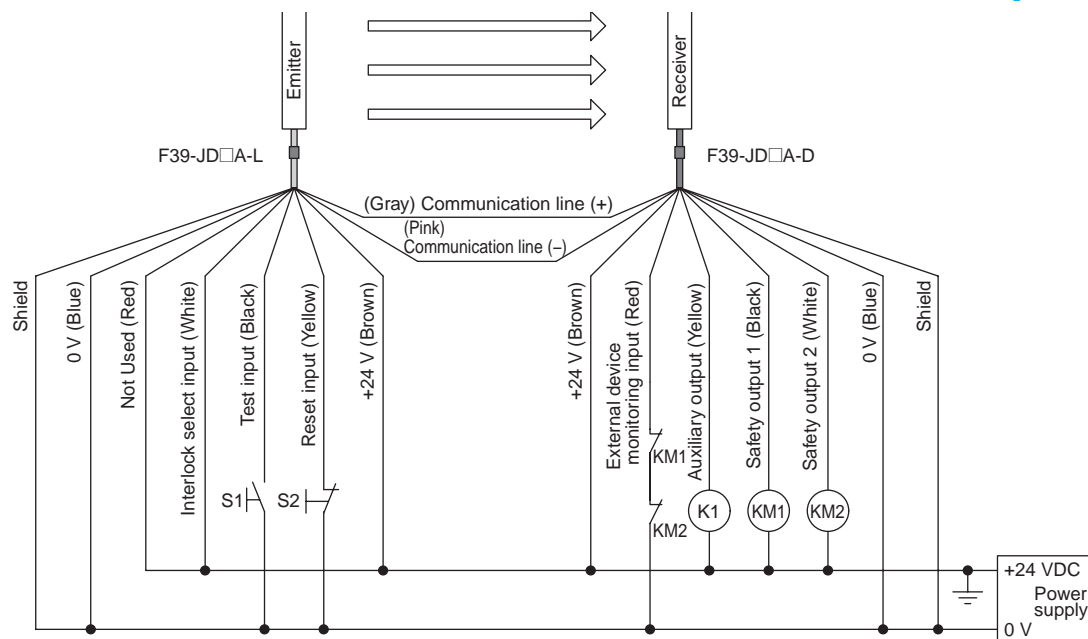 Emitter
Receiver
F39-JD□A-L
F39-JD□A-D
(Gray) Communication line (+)
(Pink)
Communication line (–)
Shield
0 V (Blue)
Not Used (Red)
Interlock select input (White)
Test input (Black)
Reset input (Yellow)
+24 V (Brown)
+24 V (Brown)
External device
monitoring input (Red)
Auxiliary output (Yellow)
Safety output 1 (Black)
Safety output 2 (White)
0 V (Blue)
Shield
S1
S2
KM1
KM2
K1
KM1
KM2
+24 VDC
Power
supply
0 V